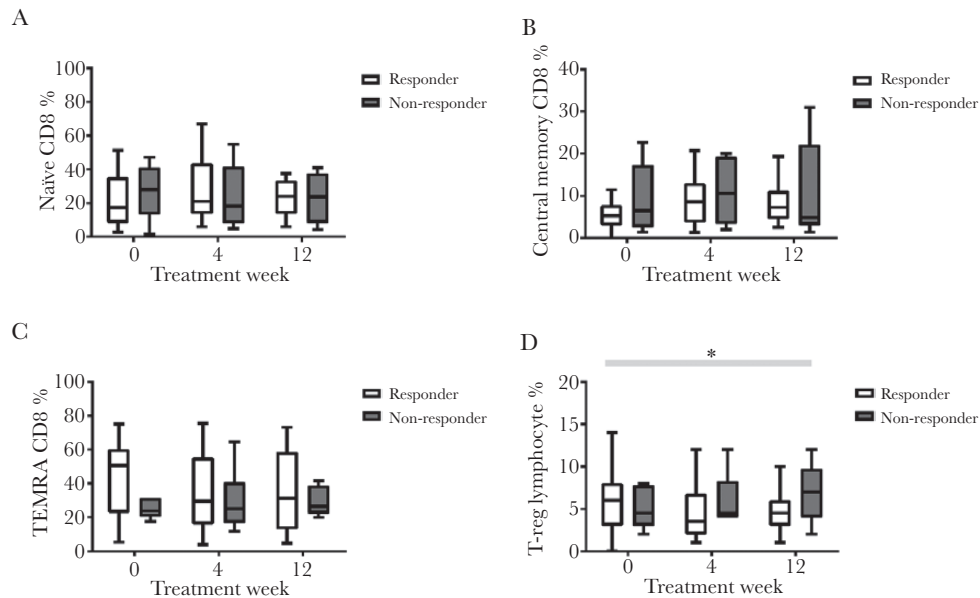 A
Naïve CD8 %
100
80
60
40
20
0
0 4 12
Treatment week
Responder
Non-responder
B
Central memory CD8 %
40
30
20
10
0
0 4 12
Treatment week
Responder
Non-responder
C
TEMRA CD8 %
100
80
60
40
20
0
0 4 12
Treatment week
Responder
Non-responder
D
*
T-reg lymphocyte %
20
15
10
5
0
0 4 12
Treatment week
Responder
Non-responder